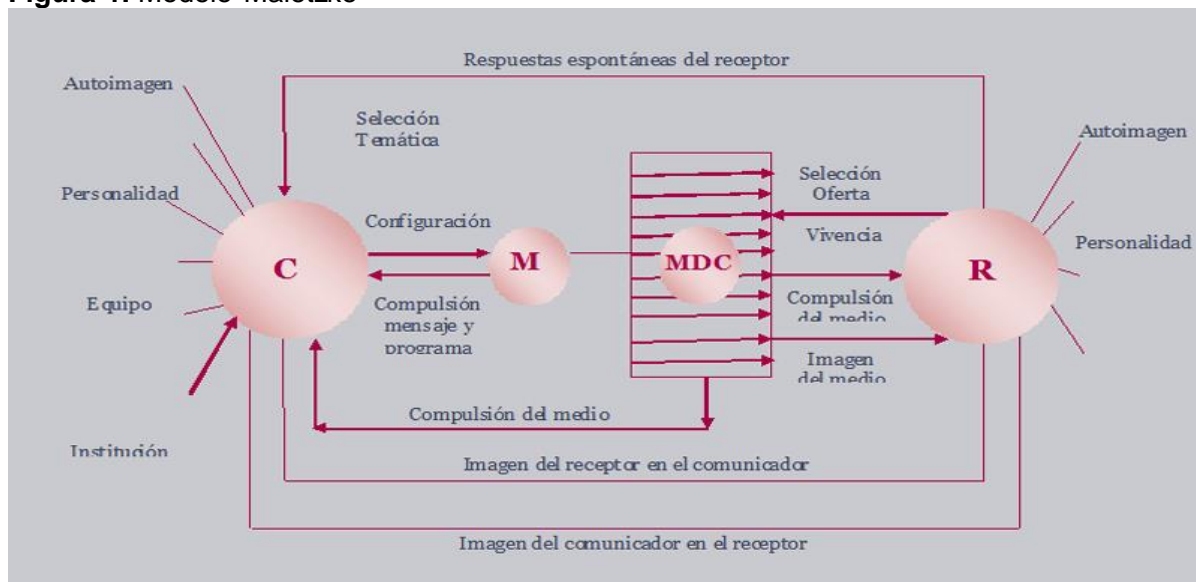 Figura 1. Modelo Maletzke
Respuestas espontáneas del receptor
Autoimagen
Selección
Temática
Autoimagen
Personalidad
Selección
Oferta
Configuración
Vivencia
Personalidad
C
M
MDC
R
Equipo
Compulsión
mensaje y
programa
Compulsión
del medio
Imagen
del medio
Compulsión del medio
Institución
Imagen del receptor en el comunicador
Imagen del comunicador en el receptor